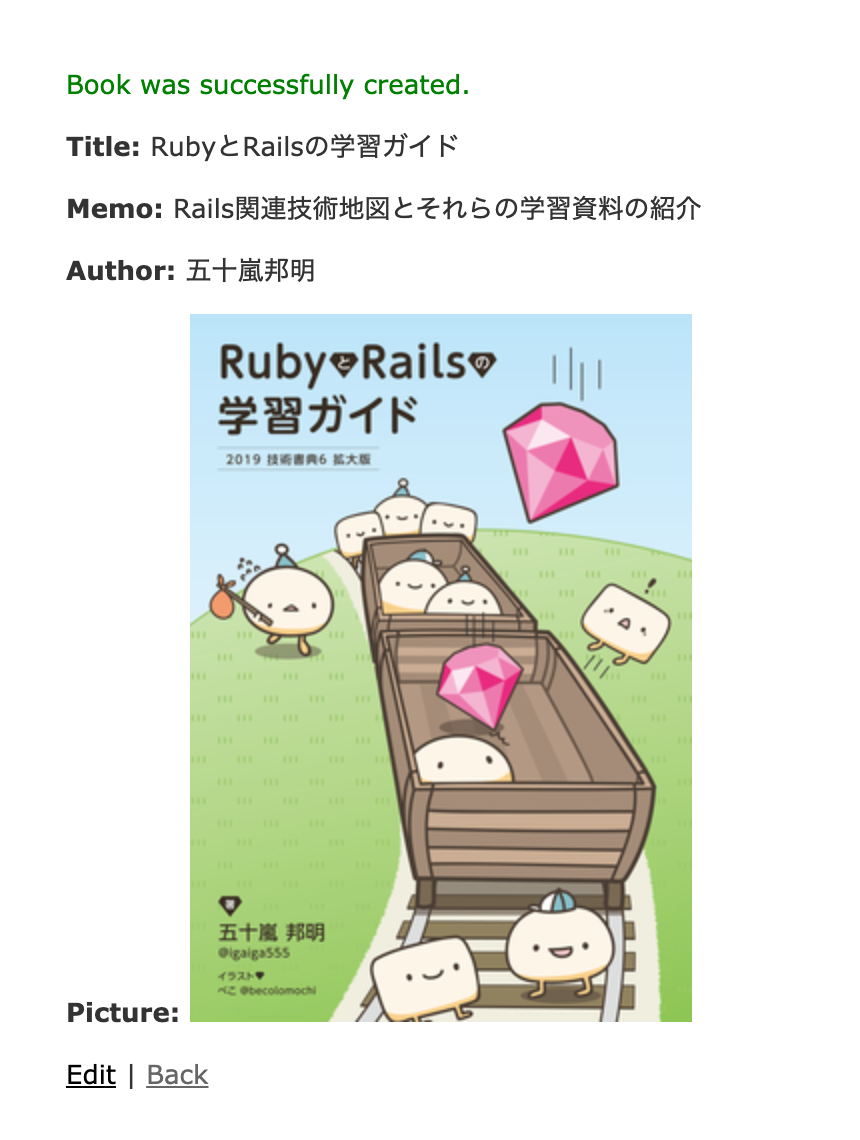 Book was successfully created.
Title: RubyとRailsの学習ガイド
Memo: Rails関連技術地図とそれらの学習資料の紹介
Author: 五十嵐邦明
RubyとRailsの
学習ガイド
2019 技術書典6 拡大版
著
五十嵐 邦明
@igaiga555
イラスト
べこ @becolomochi
Picture:
Edit | Back